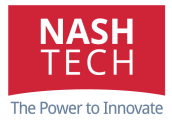 NASH
TECH
The Power to Innovate